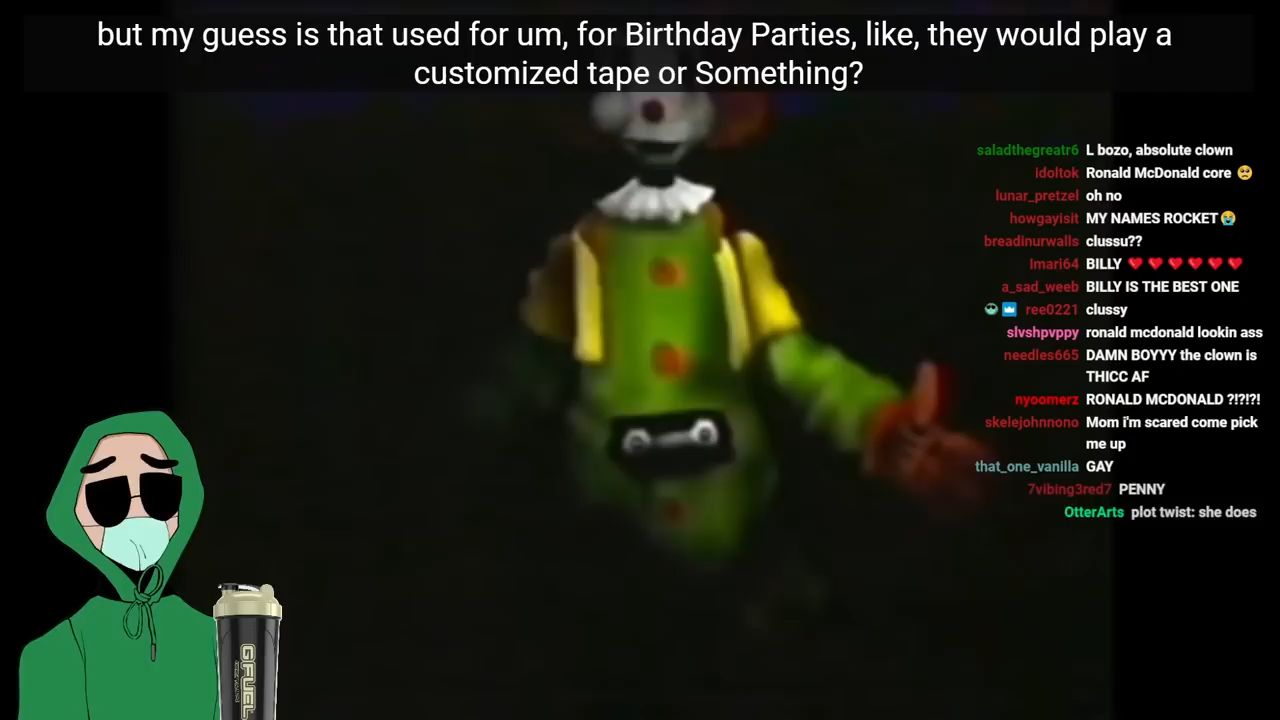 but my guess is that used for um, for Birthday Parties, like, they would play a
customized tape or Something?
saladthegreatr6 L bozo, absolute clown
idoltok Ronald McDonald core 🥺
lunar_pretzel oh no
howgayisit MY NAMES ROCKET😭
breadinurwalls clussu??
lmari64 BILLY ❤️ ❤️ ❤️ ❤️ ❤️ ❤️
a_sad_weeb BILLY IS THE BEST ONE
ree0221 clussy
slvshpvppy ronald mcdonald lookin ass
needles665 DAMN BOYYY the clown is
THICC AF
nyoomerz RONALD MCDONALD ?!?!?!
skelejohnnono Mom i'm scared come pick
me up
that_one_vanilla GAY
7vibing3red7 PENNY
OtterArts plot twist: she does
GFUEL